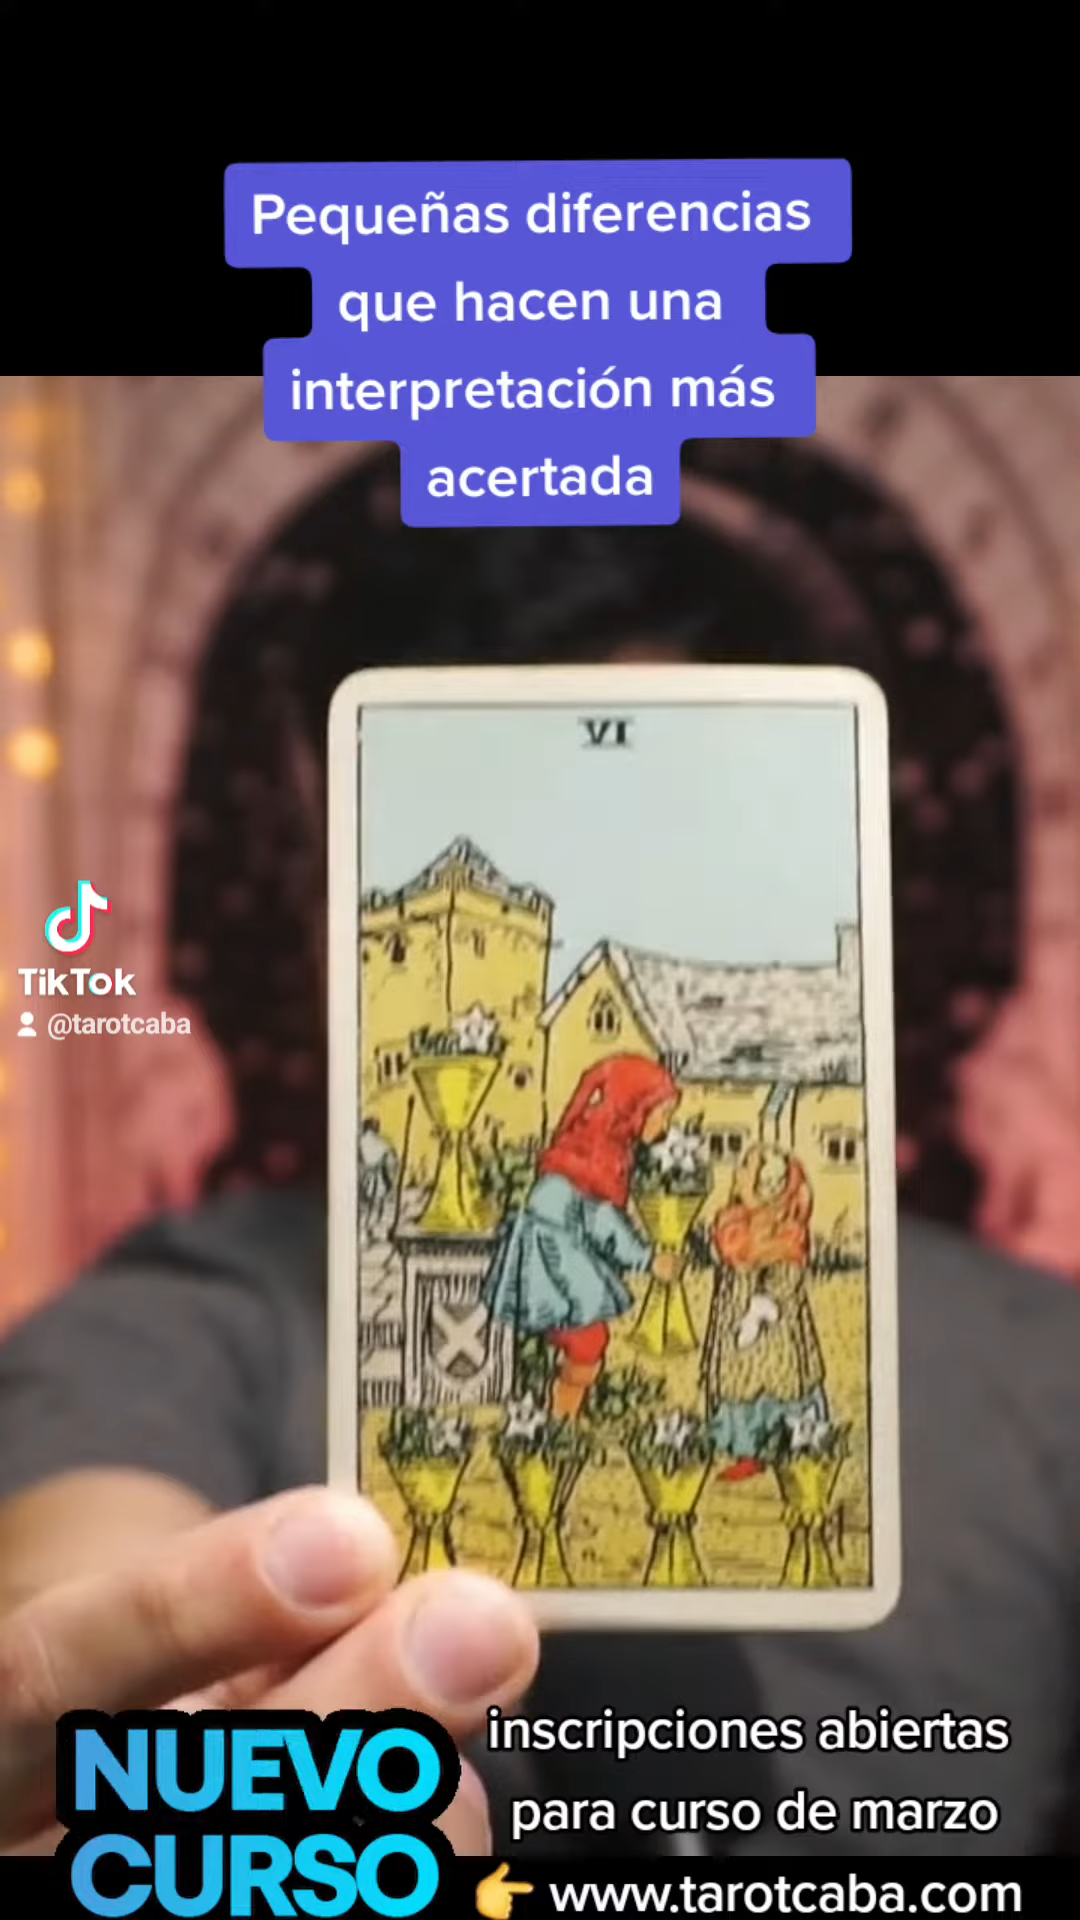 Pequeñas diferencias
que hacen una
interpretación más
acertada
VI
TikTok
@tarotcaba
NUEVO
CURSO
inscripciones abiertas
para curso de marzo
👉 www.tarotcaba.com